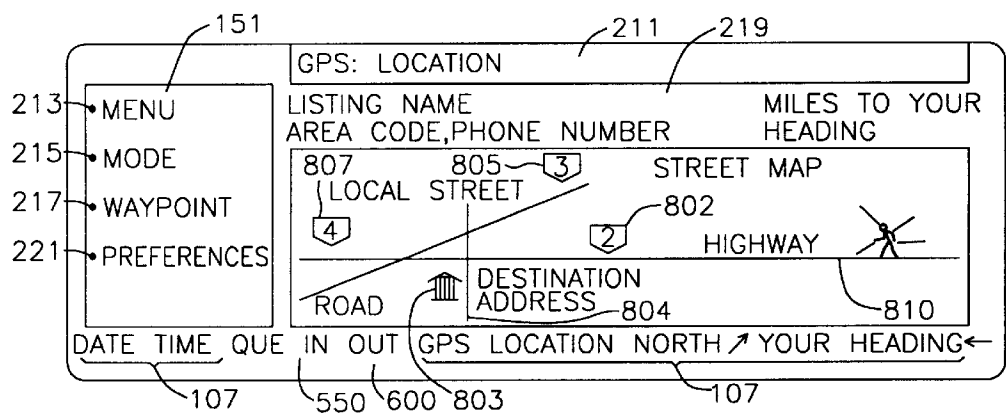 151
211
219
GPS: LOCATION
213 MENU
LISTING NAME
MILES TO YOUR
AREA CODE,PHONE NUMBER
HEADING
215 MODE
807
805
3
STREET MAP
LOCAL STREET
217 WAYPOINT
4
2
802
HIGHWAY
221 PREFERENCES
DESTINATION
ADDRESS
ROAD
804
810
DATE TIME QUE IN OUT GPS LOCATION NORTH↗YOUR HEADING←
107
550
600
803
107